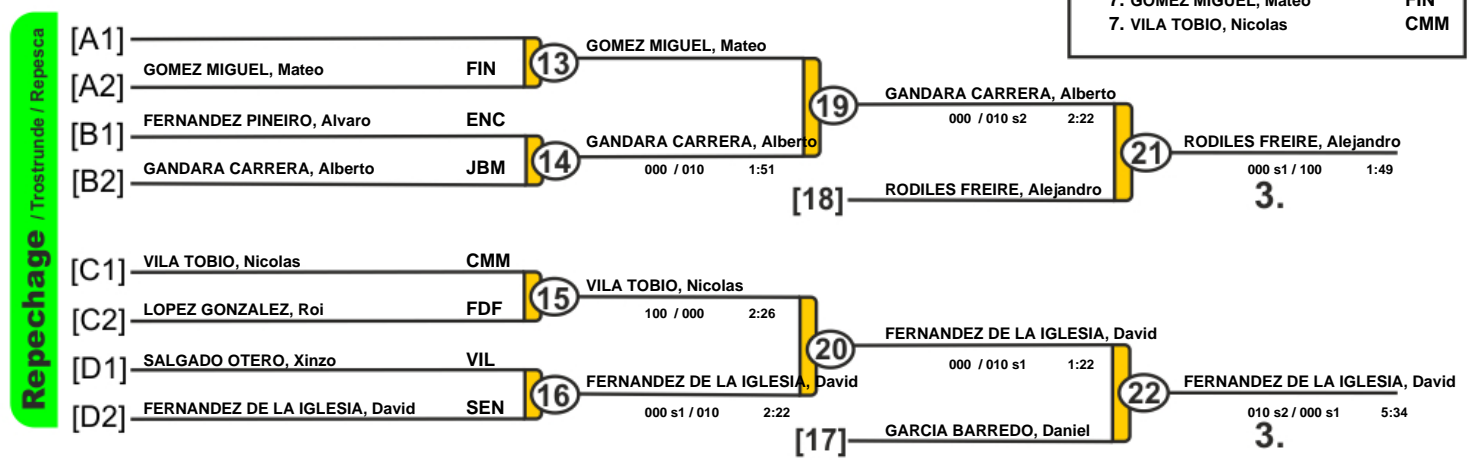 7. GOMEZ MIGUEL, Mateo FIN
7. VILA TOBIO, Nicolas CMM
Repechage / Trostrunde / Repesca
[A1]
[A2] GOMEZ MIGUEL, Mateo FIN
13 GOMEZ MIGUEL, Mateo
[B1] FERNANDEZ PINEIRO, Alvaro ENC
[B2] GANDARA CARRERA, Alberto JBM
14 GANDARA CARRERA, Alberto
000 / 010 1:51
19 GANDARA CARRERA, Alberto
000 / 010 s2 2:22
[18] RODILES FREIRE, Alejandro
21 RODILES FREIRE, Alejandro
000 s1 / 100 1:49
3.
[C1] VILA TOBIO, Nicolas CMM
[C2] LOPEZ GONZALEZ, Roi FDF
15 VILA TOBIO, Nicolas
100 / 000 2:26
[D1] SALGADO OTERO, Xinzo VIL
[D2] FERNANDEZ DE LA IGLESIA, David SEN
16 FERNANDEZ DE LA IGLESIA, David
000 s1 / 010 2:22
20 FERNANDEZ DE LA IGLESIA, David
000 / 010 s1 1:22
[17] GARCIA BARREDO, Daniel
22 FERNANDEZ DE LA IGLESIA, David
010 s2 / 000 s1 5:34
3.